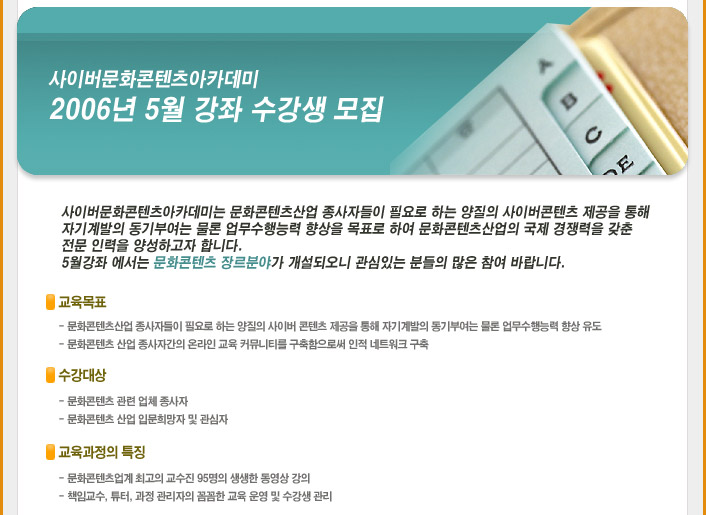 사이버문화콘텐츠아카데미
2006년 5월 강좌 수강생 모집
A
B
C
DE
사이버문화콘텐츠아카데미는 문화콘텐츠산업 종사자들이 필요로 하는 양질의 사이버콘텐츠 제공을 통해
자기계발의 동기부여는 물론 업무수행능력 향상을 목표로 하여 문화콘텐츠산업의 국제 경쟁력을 갖춘
전문 인력을 양성하고자 합니다.
5월강좌 에서는 문화콘텐츠 장르분야가 개설되오니 관심있는 분들의 많은 참여 바랍니다.
교육목표
- 문화콘텐츠산업 종사자들이 필요로 하는 양질의 사이버 콘텐츠 제공을 통해 자기계발의 동기부여는 물론 업무수행능력 향상 유도
- 문화콘텐츠 산업 종사자간의 온라인 교육 커뮤니티를 구축함으로써 인적 네트워크 구축
수강대상
- 문화콘텐츠 관련 업체 종사자
- 문화콘텐츠 산업 입문희망자 및 관심자
교육과정의 특징
- 문화콘텐츠업계 최고의 교수진 95명의 생생한 동영상 강의
- 책임교수, 튜터, 과정 관리자의 꼼꼼한 교육 운영 및 수강생 관리